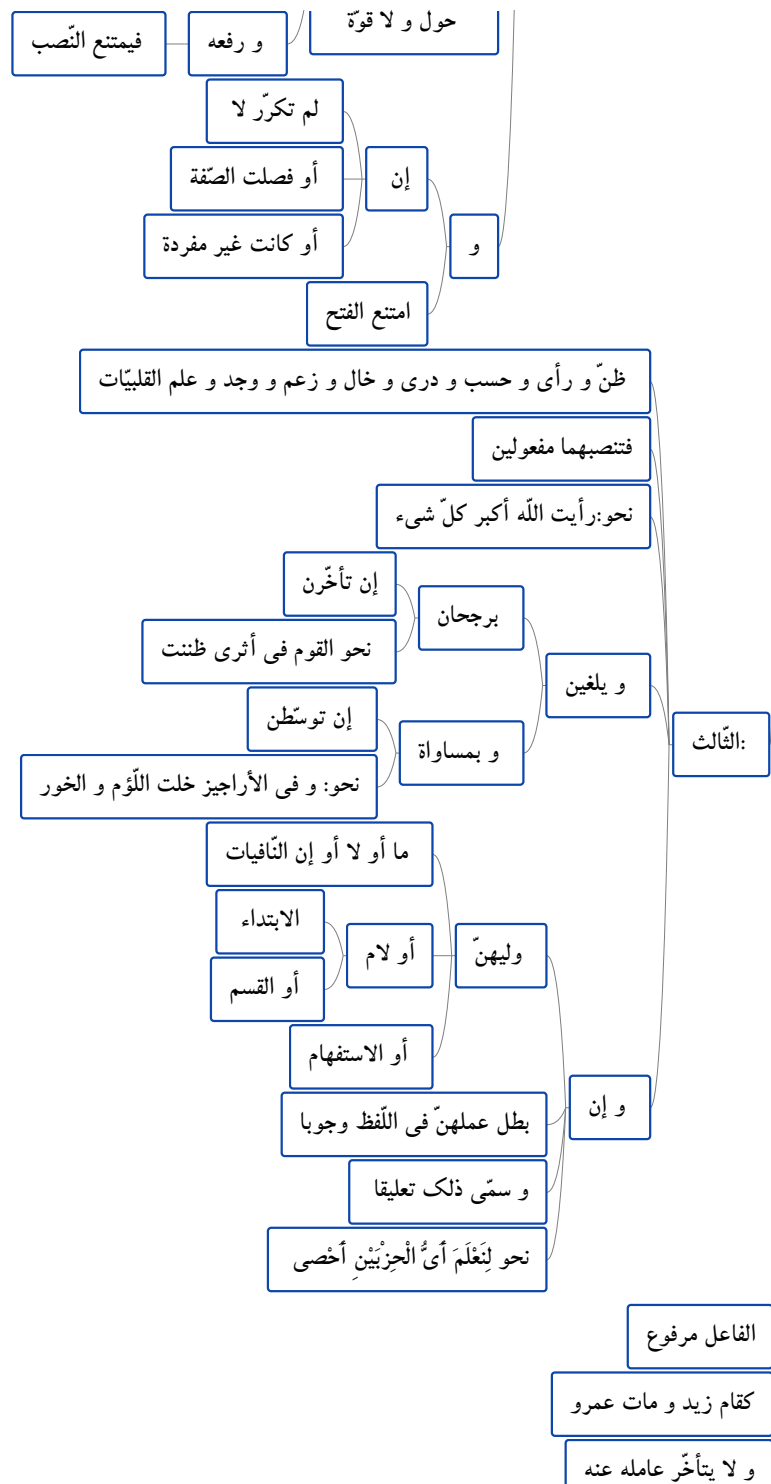 حول و لا قوّة
و رفعه
فيمتنع النّصب
و
إن
لم تكرّر لا
أو فصلت الصّفة
أو كانت غير مفردة
امتنع الفتح
الثّالث:
ظنّ و رأى و حسب و درى و خال و زعم و وجد و علم القلبيّات
فتنصبهما مفعولين
نحو:رأيت اللّه أكبر كلّ شىء
و يلغين
برجحان
إن تأخّرن
نحو القوم فى أثرى ظننت
و بمساواة
إن توسّطن
نحو: و فى الأراجيز خلت اللّؤم و الخور
و إن
وليهنّ
ما أو لا أو إن النّافيات
أو لام
الابتداء
أو القسم
أو الاستفهام
بطل عملهنّ فى اللّفظ وجوبا
و سمّى ذلک تعليقا
نحو لِنَعْلَمَ أَىُّ الْحِزْبَيْنِ أَحْصى
الفاعل مرفوع
كقام زيد و مات عمرو
و لا يتأخّر عامله عنه